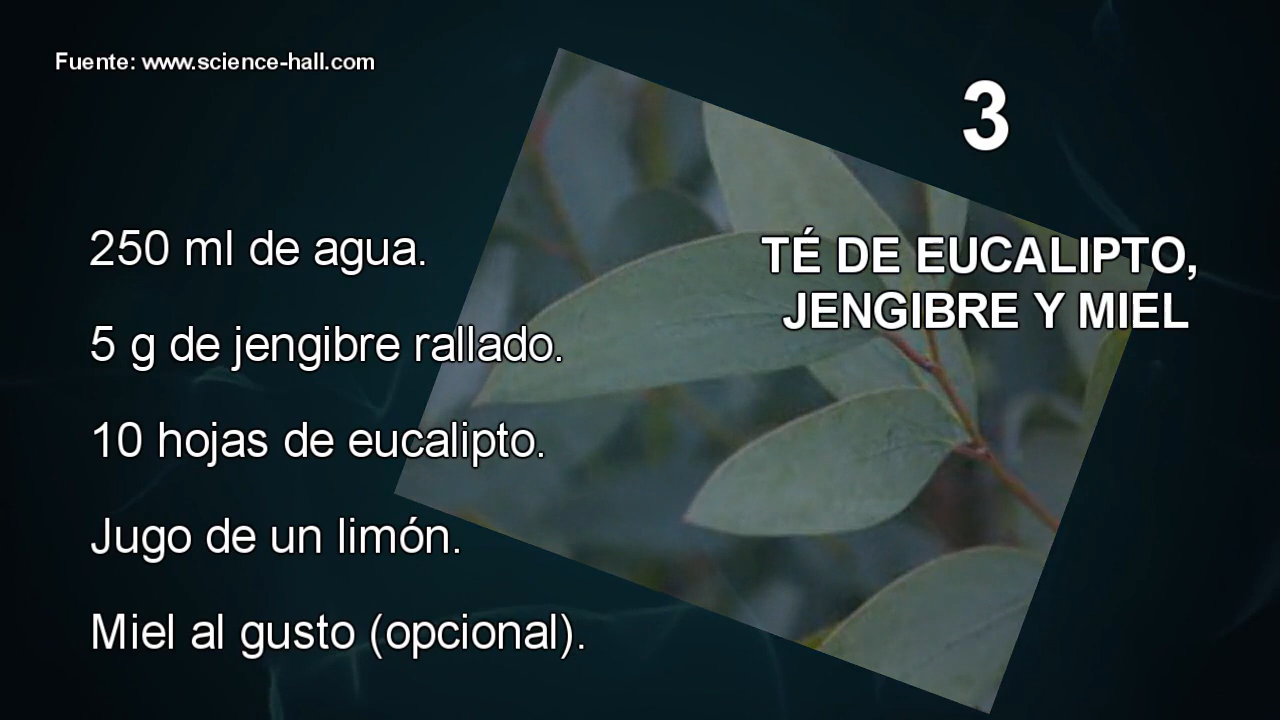 Fuente: www.science-hall.com
3
TÉ DE EUCALIPTO,
JENGIBRE Y MIEL
250 ml de agua.
5 g de jengibre rallado.
10 hojas de eucalipto.
Jugo de un limón.
Miel al gusto (opcional).